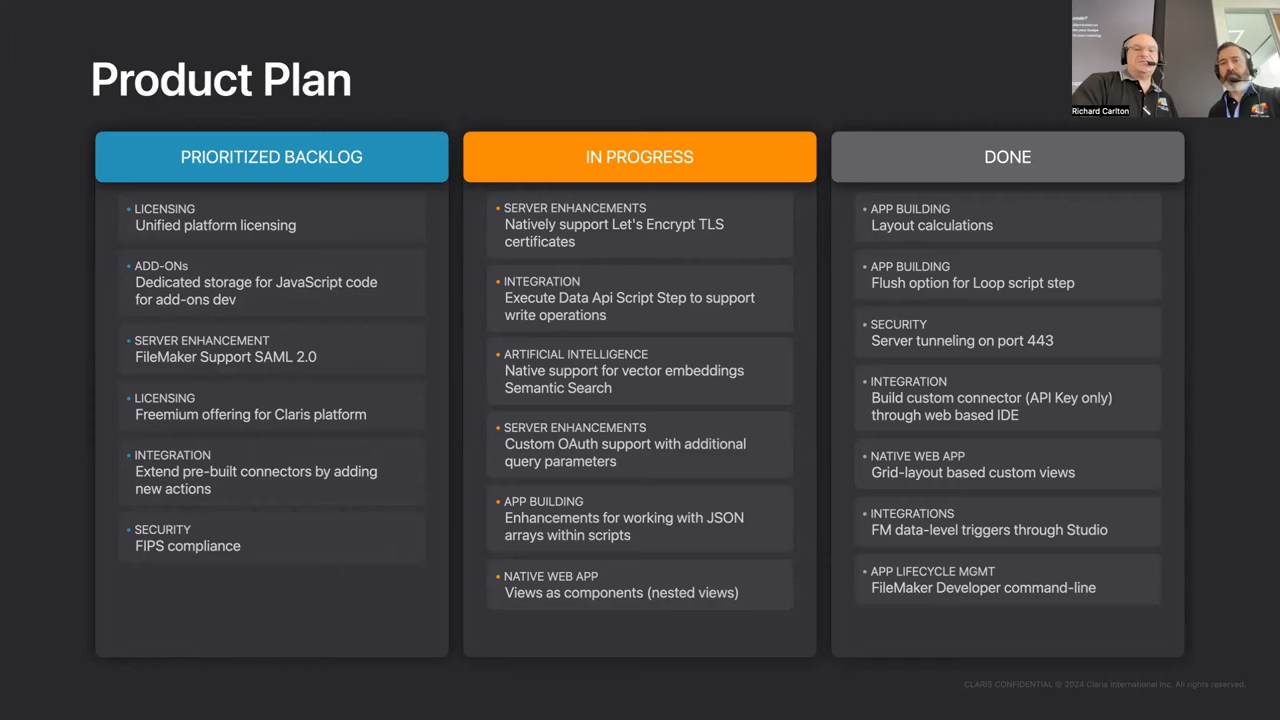 Product Plan
Richard Carlton
PRIORITIZED BACKLOG
• LICENSING
Unified platform licensing
• ADD-ONs
Dedicated storage for JavaScript code
for add-ons dev
• SERVER ENHANCEMENT
FileMaker Support SAML 2.0
• LICENSING
Freemium offering for Claris platform
• INTEGRATION
Extend pre-built connectors by adding
new actions
• SECURITY
FIPS compliance
IN PROGRESS
• SERVER ENHANCEMENTS
Natively support Let's Encrypt TLS
certificates
• INTEGRATION
Execute Data Api Script Step to support
write operations
• ARTIFICIAL INTELLIGENCE
Native support for vector embeddings
Semantic Search
• SERVER ENHANCEMENTS
Custom OAuth support with additional
query parameters
• APP BUILDING
Enhancements for working with JSON
arrays within scripts
• NATIVE WEB APP
Views as components (nested views)
DONE
• APP BUILDING
Layout calculations
• APP BUILDING
Flush option for Loop script step
• SECURITY
Server tunneling on port 443
• INTEGRATION
Build custom connector (API Key only)
through web based IDE
• NATIVE WEB APP
Grid-layout based custom views
• INTEGRATIONS
FM data-level triggers through Studio
• APP LIFECYCLE MGMT
FileMaker Developer command-line
CLARIS CONFIDENTIAL © 2024 Claris International Inc. All rights reserved.